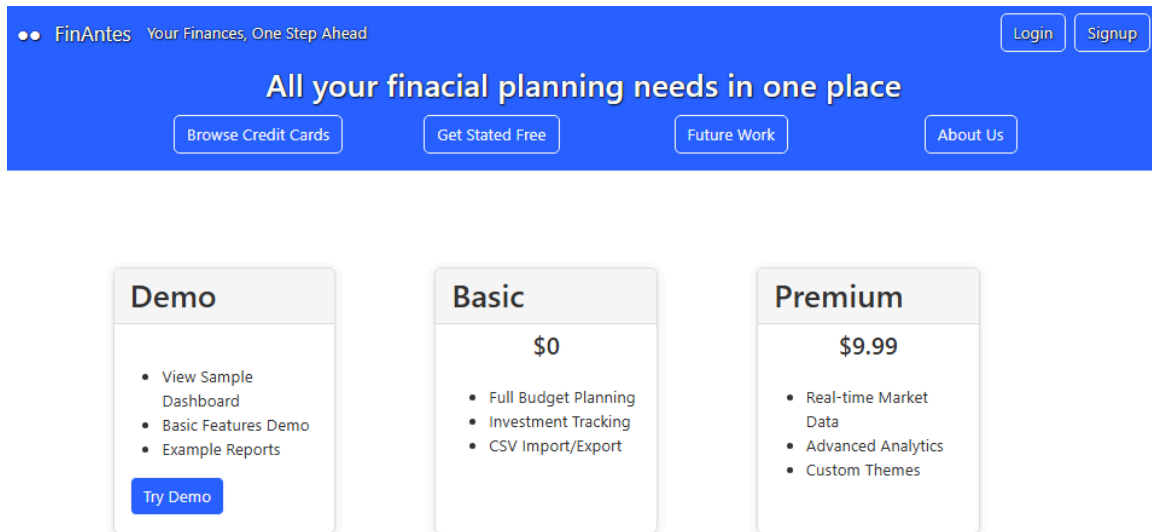 FinAntes Your Finances, One Step Ahead Login Signup
All your finacial planning needs in one place
Browse Credit Cards Get Stated Free Future Work About Us
Demo
View Sample
Dashboard
Basic Features Demo
Example Reports
Try Demo
Basic
$0
Full Budget Planning
Investment Tracking
CSV Import/Export
Premium
$9.99
Real-time Market
Data
Advanced Analytics
Custom Themes